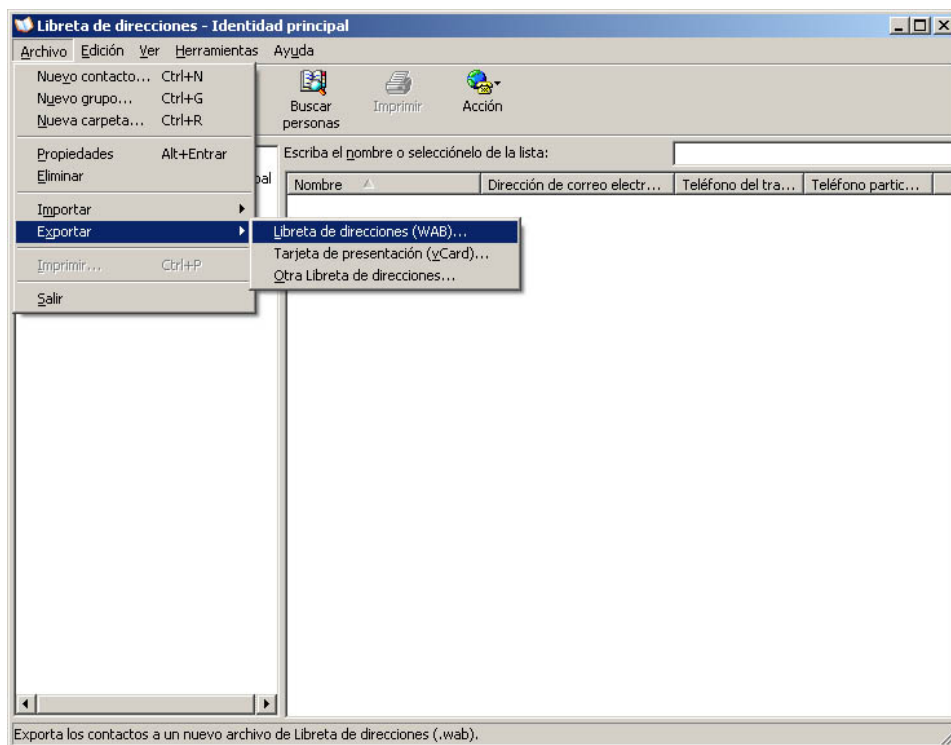 Libreta de direcciones - Identidad principal
Archivo Edición Ver Herramientas Ayuda
Nuevo contacto... Ctrl+N
Nuevo grupo... Ctrl+G
Nueva carpeta... Ctrl+R
Propiedades Alt+Entrar
Eliminar
Importar
Exportar
Imprimir... Ctrl+P
Salir
Libreta de direcciones (WAB)...
Tarjeta de presentación (vCard)...
Otra Libreta de direcciones...
Buscar personas
Imprimir
Acción
Escriba el nombre o selecciónelo de la lista:
pal
Nombre Dirección de correo electr... Teléfono del tra... Teléfono partic...
Exporta los contactos a un nuevo archivo de Libreta de direcciones (.wab).